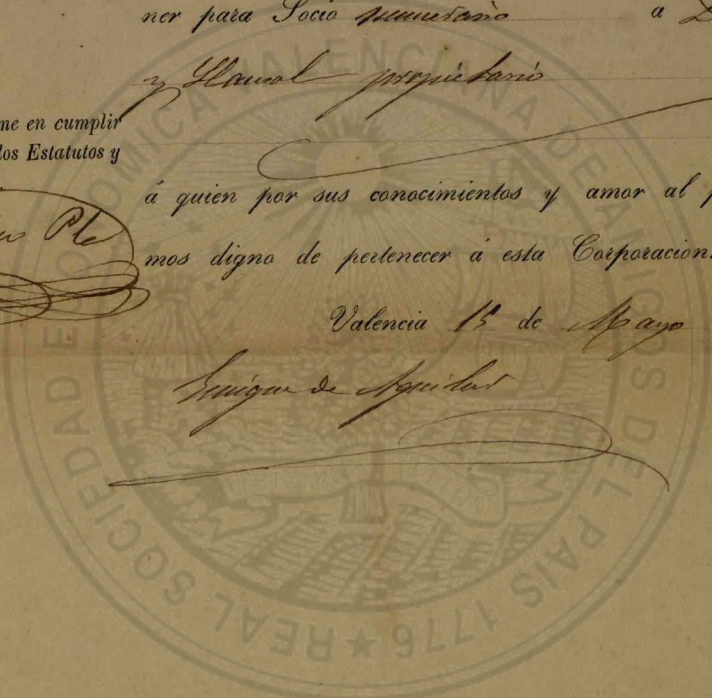 ner para Socio numerario a D
y Llansol propietario
me en cumplir
los Estatutos y
Pla
á quien por sus conocimientos y amor al p
mos digno de pertenecer á esta Corporacion.
Valencia 15 de Mayo
Enrique de Aguilar
REAL SOCIEDAD ECONOMICA VALENCIANA DE AMIGOS DEL PAIS 1776